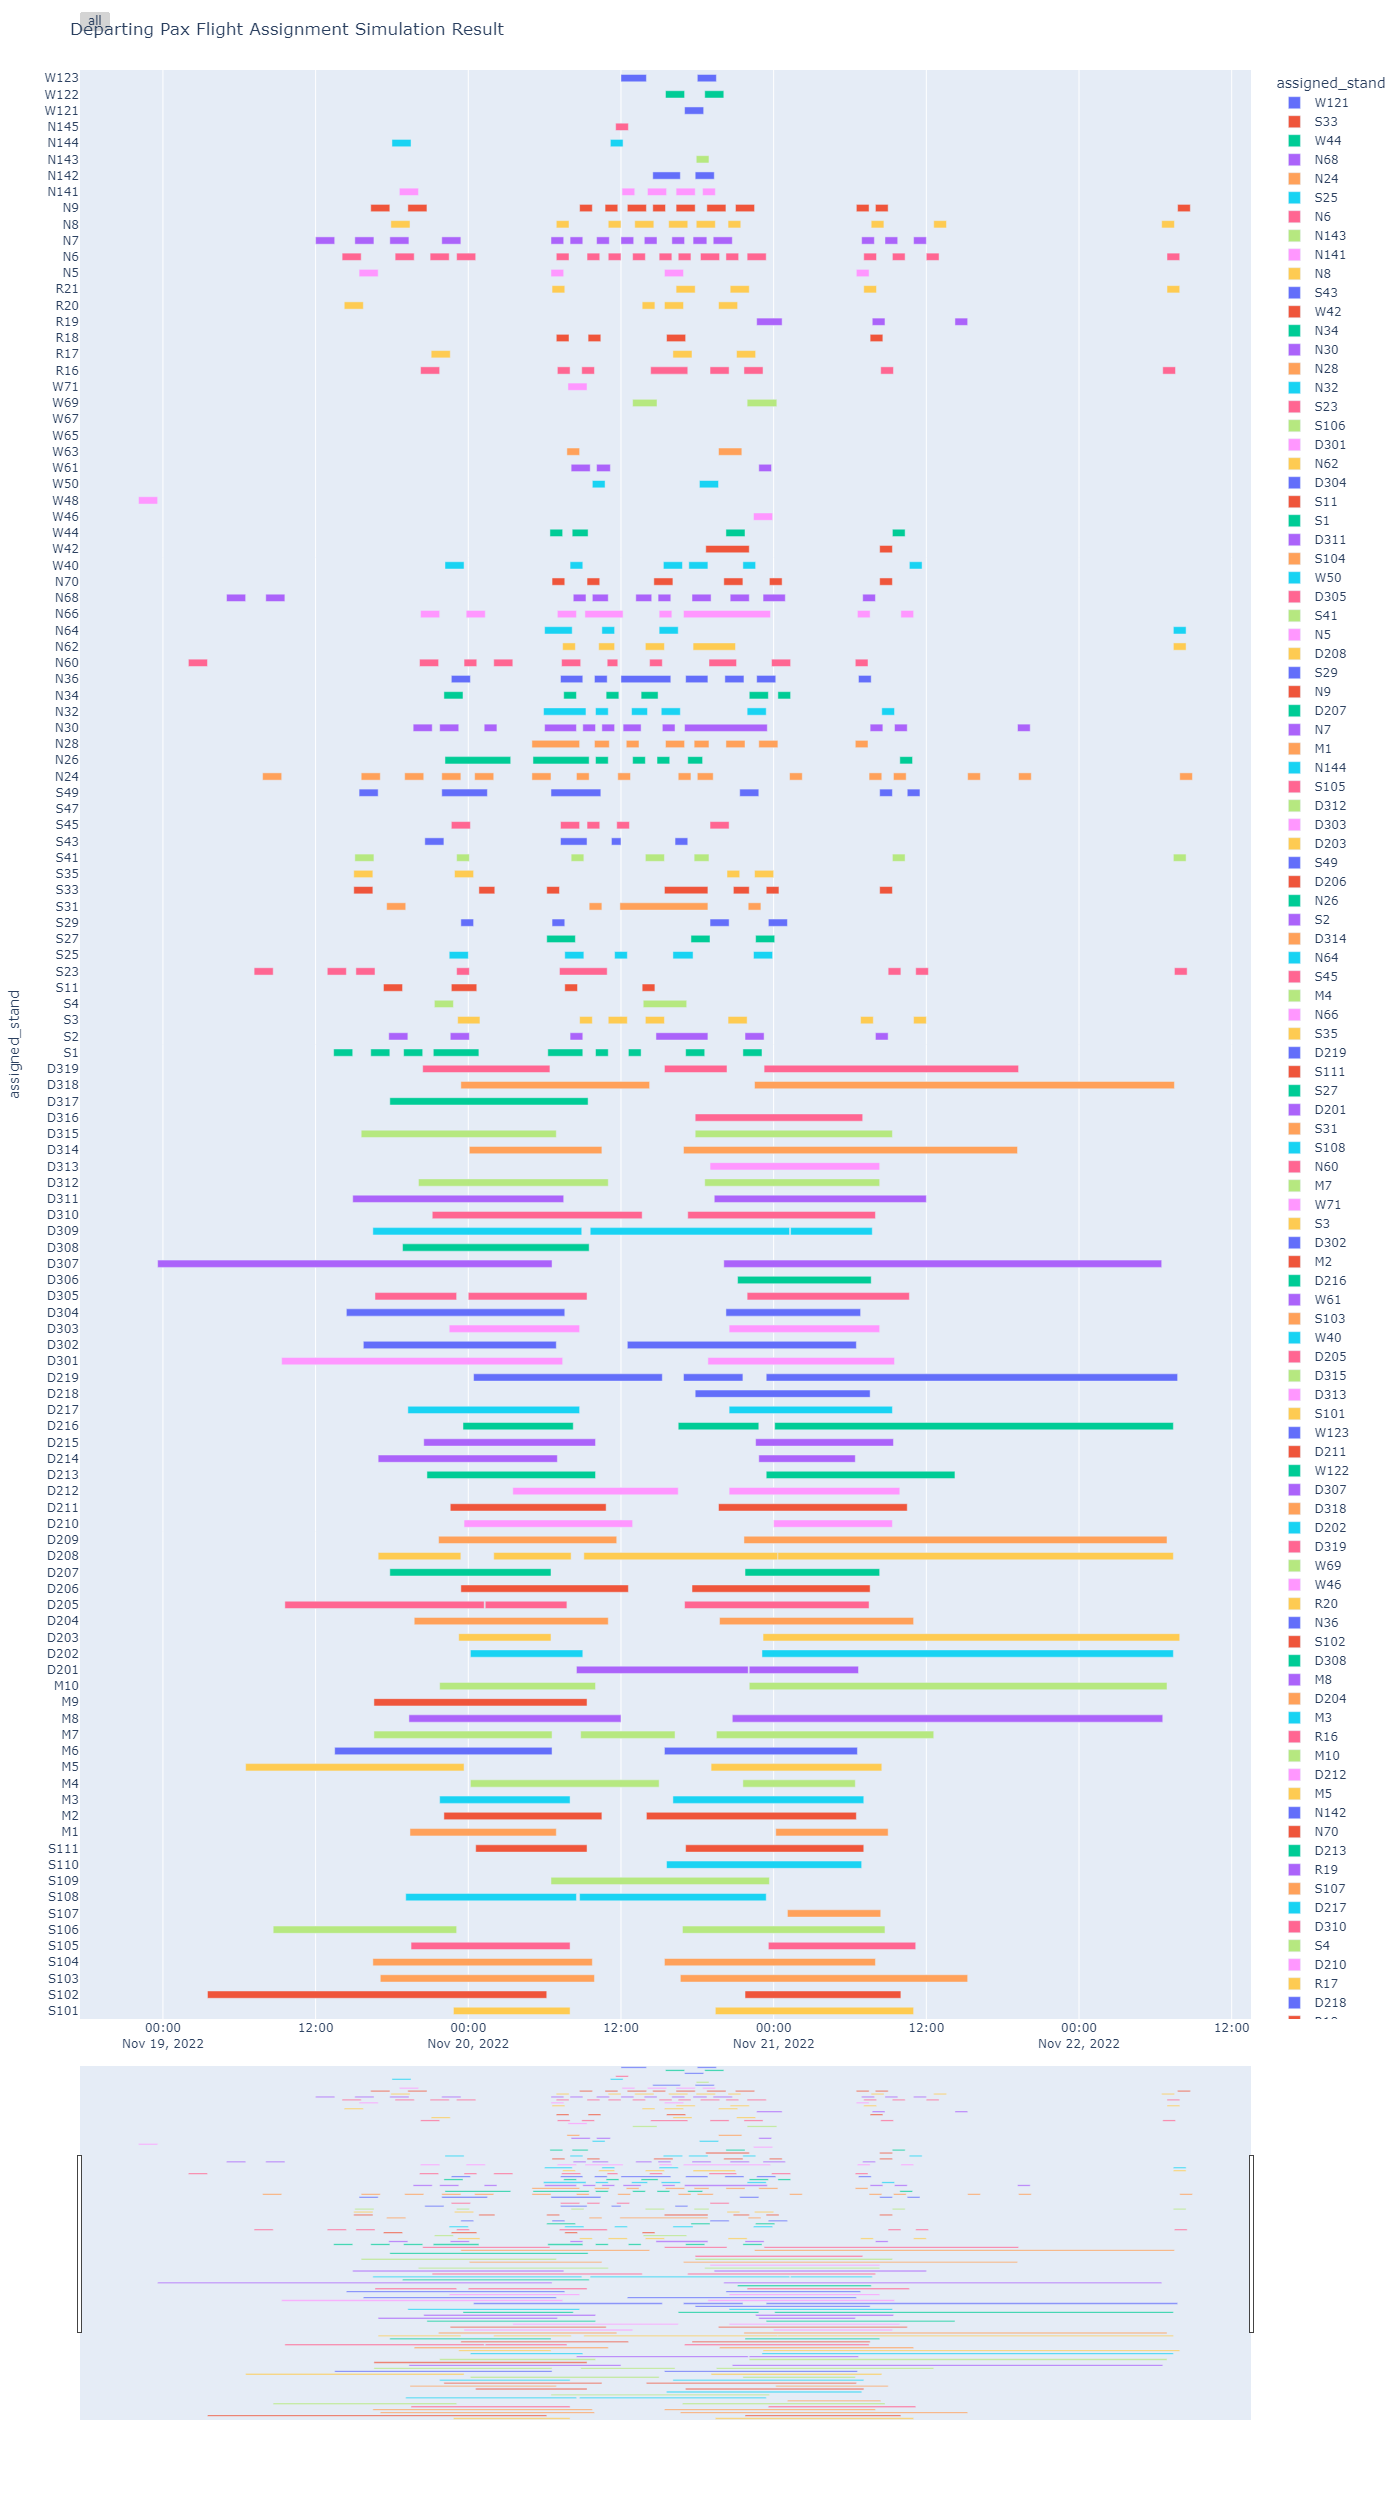 all
Departing Pax Flight Assignment Simulation Result
W123
W122
W121
N145
N144
N143
N142
N141
N9
N8
N7
N6
N5
R21
R20
R19
R18
R17
R16
W71
W69
W67
W65
W63
W61
W50
W48
W46
W44
W42
W40
N70
N68
N66
N64
N62
N60
N36
N34
N32
N30
N28
N26
N24
S49
S47
S45
S43
S41
S35
S33
S31
S29
S27
S25
S23
S11
S4
S3
S2
S1
D319
D318
D317
D316
D315
D314
D313
D312
D311
D310
D309
D308
D307
D306
D305
D304
D303
D302
D301
D219
D218
D217
D216
D215
D214
D213
D212
D211
D210
D209
D208
D207
D206
D205
D204
D203
D202
D201
M10
M9
M8
M7
M6
M5
M4
M3
M2
M1
S111
S110
S109
S108
S107
S106
S105
S104
S103
S102
S101
assigned_stand
00:00 12:00 00:00 12:00 00:00 12:00 00:00 12:00
Nov 19, 2022 Nov 20, 2022 Nov 21, 2022 Nov 22, 2022
assigned_stand
W121
S33
W44
N68
N24
S25
N6
N143
N141
N8
S43
W42
N34
N30
N28
N32
S23
S106
D301
N62
D304
S11
S1
D311
S104
W50
D305
S41
N5
D208
S29
N9
D207
N7
M1
N144
S105
D312
D303
D203
S49
D206
N26
S2
D314
N64
S45
M4
N66
S35
D219
S111
S27
D201
S31
S108
N60
M7
W71
S3
D302
M2
D216
W61
S103
W40
D205
D315
D313
S101
W123
D211
W122
D307
D318
D202
D319
W69
W46
R20
N36
S102
D308
M8
D204
M3
R16
M10
D212
M5
N142
N70
D213
R19
S107
D217
D310
S4
D210
R17
D218